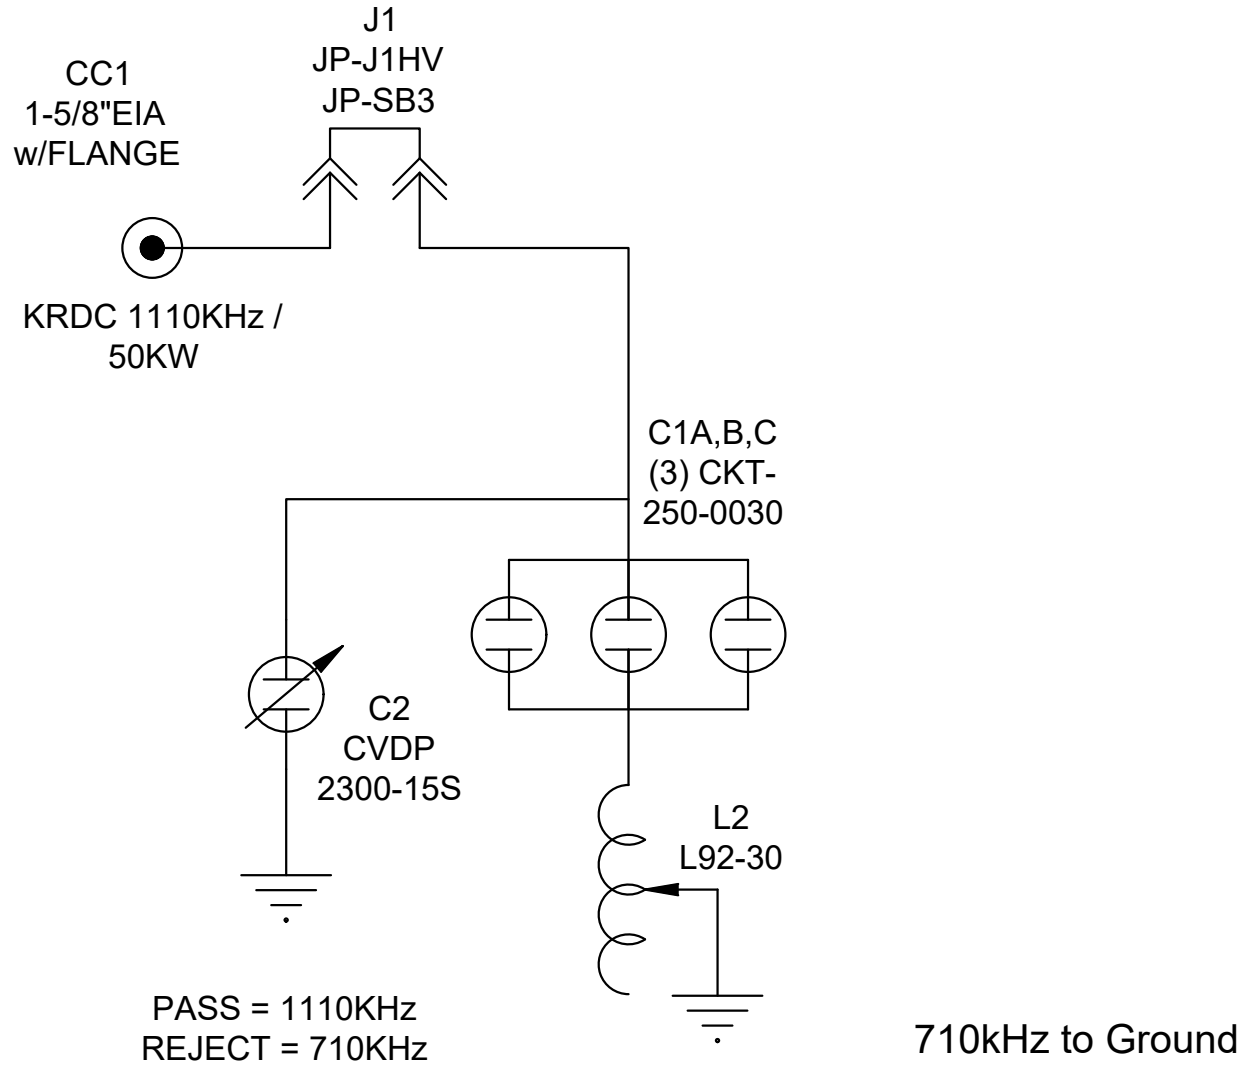 J1
JP-J1HV
JP-SB3
CC1
1-5/8"EIA
w/FLANGE
KRDC 1110KHz /
50KW
C1A,B,C
(3) CKT-
250-0030
C2
CVDP
2300-15S
L2
L92-30
PASS = 1110KHz
REJECT = 710KHz
710kHz to Ground